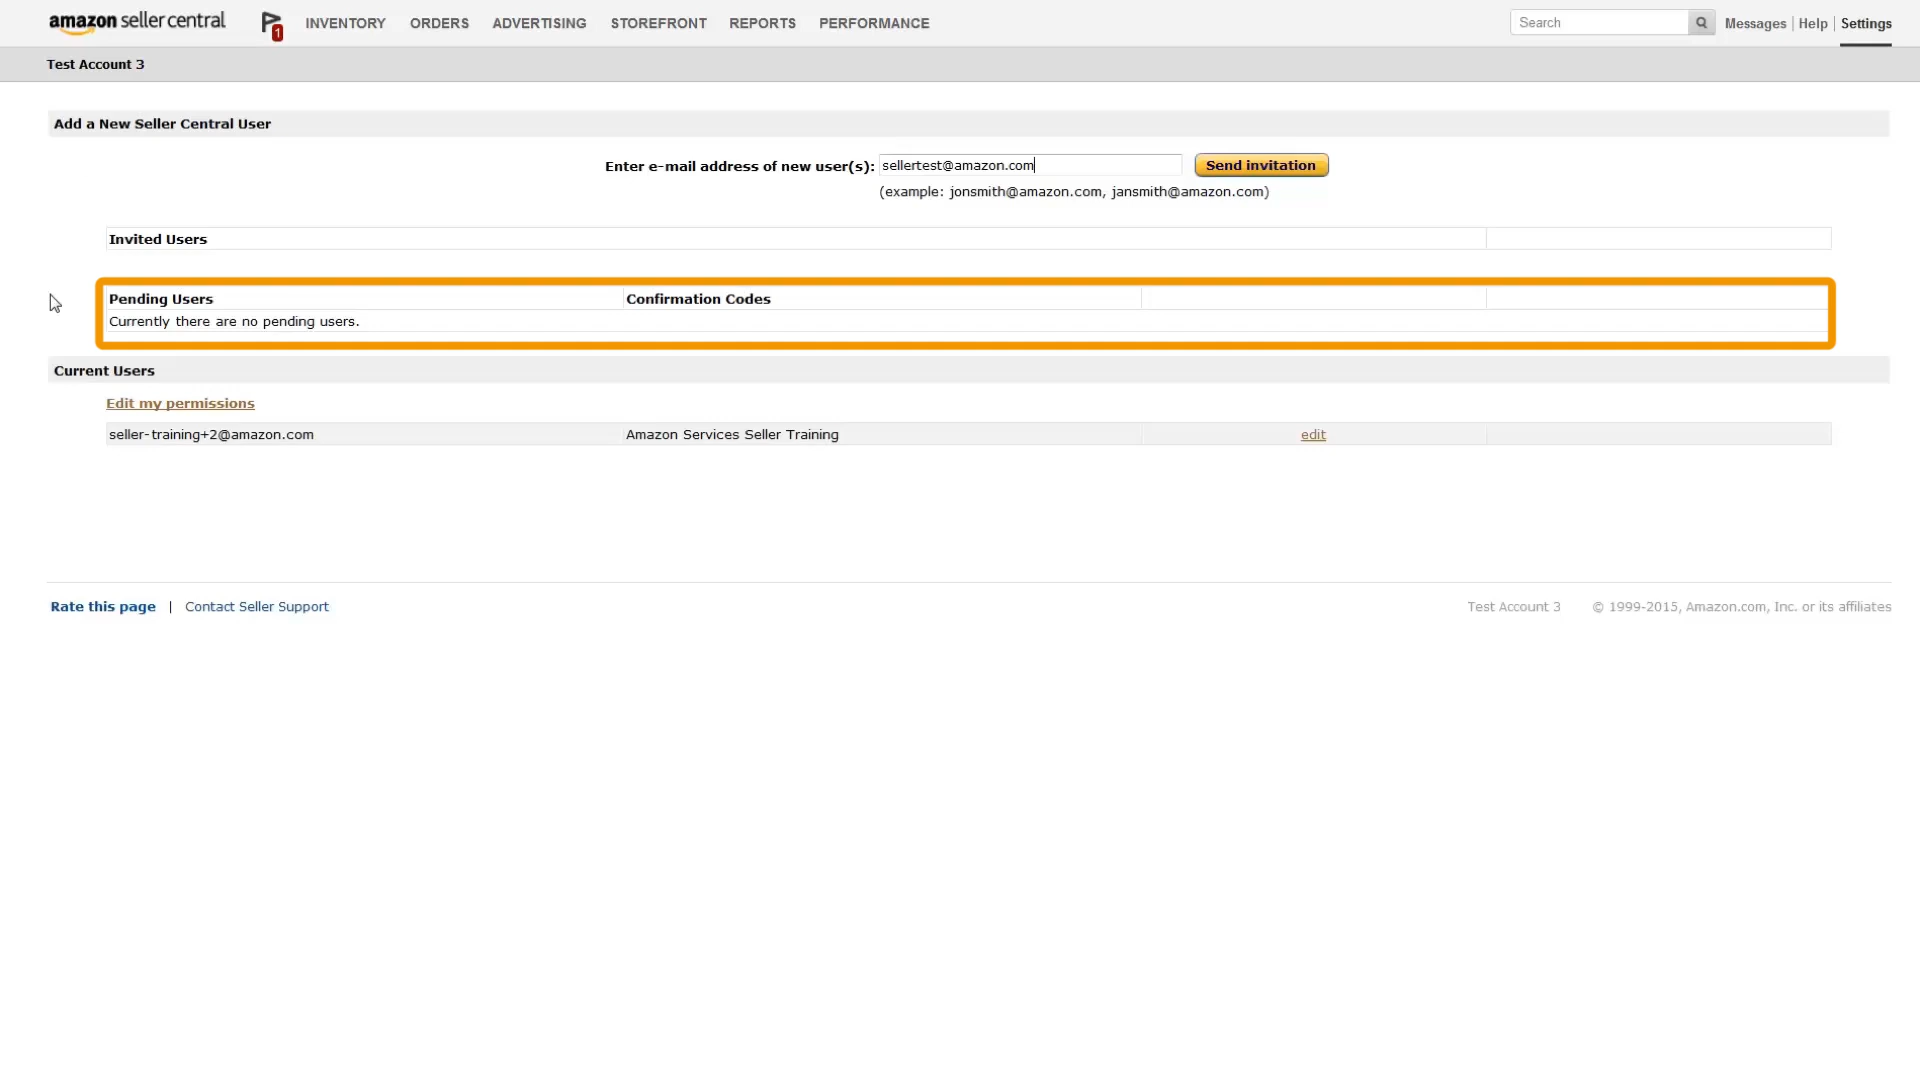 amazon seller central
1
INVENTORY ORDERS ADVERTISING STOREFRONT REPORTS PERFORMANCE
Search
Messages | Help | Settings
Test Account 3
Add a New Seller Central User
Enter e-mail address of new user(s): sellertest@amazon.com Send invitation
(example: jonsmith@amazon.com, jansmith@amazon.com)
Invited Users
Pending Users Confirmation Codes
Currently there are no pending users.
Current Users
Edit my permissions
seller-training+2@amazon.com Amazon Services Seller Training edit
Rate this page | Contact Seller Support Test Account 3 © 1999-2015, Amazon.com, Inc. or its affiliates